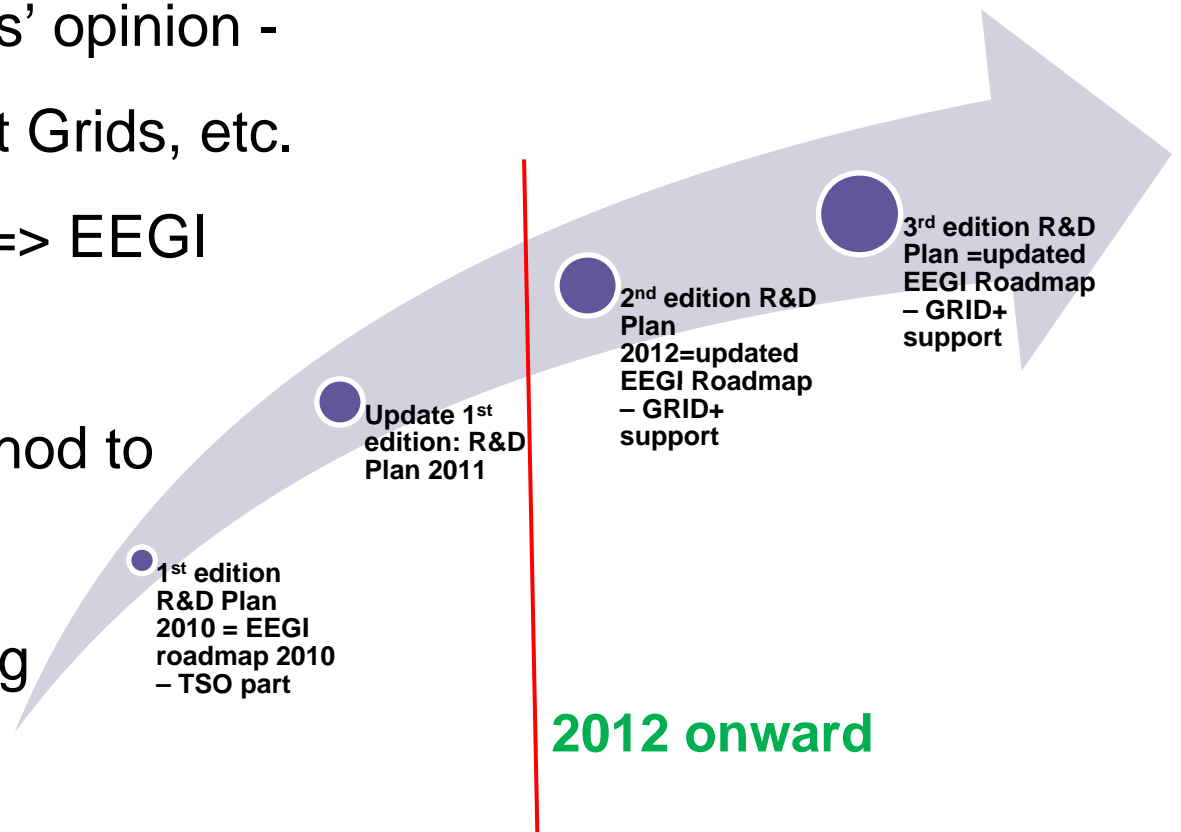 s’ opinion -
t Grids, etc.
=> EEGI
nod to
g
1st edition
R&D Plan
2010 = EEGI
roadmap 2010
– TSO part
Update 1st
edition: R&D
Plan 2011
2nd edition R&D
Plan
2012=updated
EEGI Roadmap
– GRID+
support
3rd edition R&D
Plan =updated
EEGI Roadmap
– GRID+
support
2012 onward